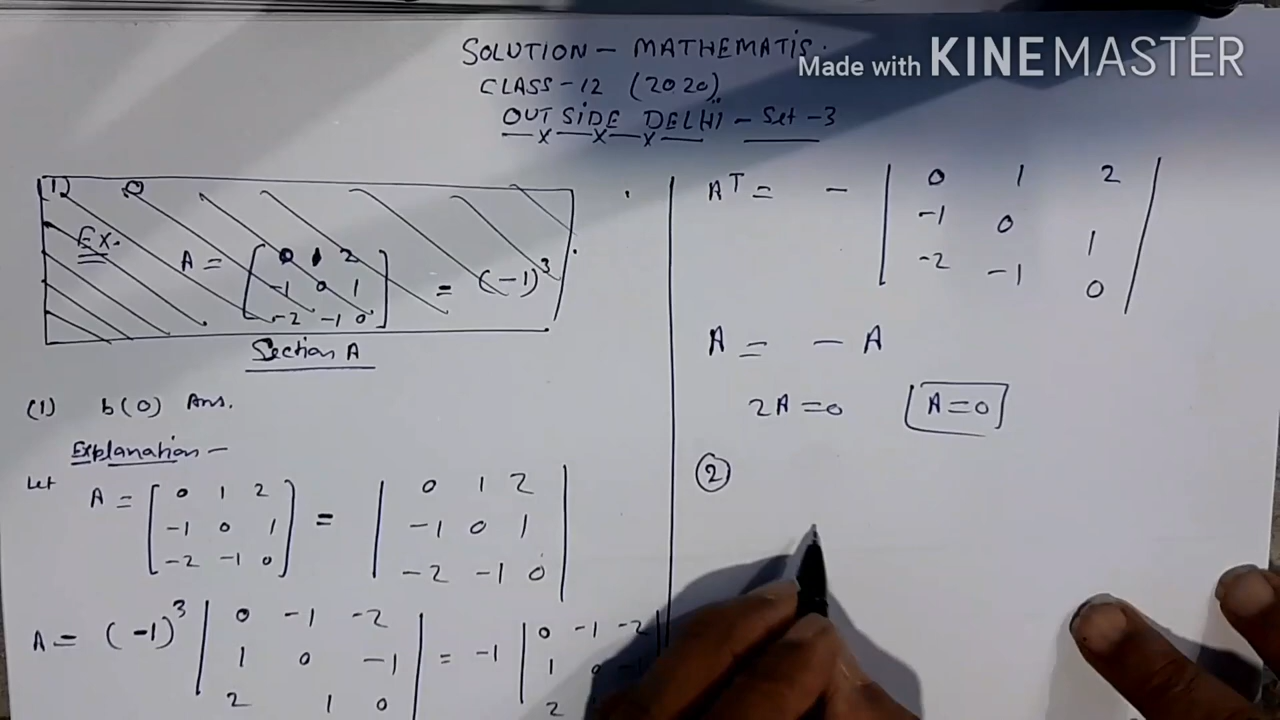 SOLUTION - MATHEMATIS.
Made with KINEMASTER
CLASS-12 (2020)
OUTSIDE DELHI - Set-3
(1)
Ex.
A = [ 0 1 2
-1 0 1
-2 -1 0 ] = (-1)³
Section A
(1) b(0) Ans.
Explanation -
Let
A = [ 0 1 2
-1 0 1
-2 -1 0 ] = | 0 1 2
-1 0 1
-2 -1 0 |
A = (-1)³ | 0 -1 -2
1 0 -1
2 1 0 | = -1 | 0 -1 -2
1 0 -1
2
Aᵀ = - | 0 1 2
-1 0 1
-2 -1 0 |
A = - A
2A = 0 A = 0
(2)